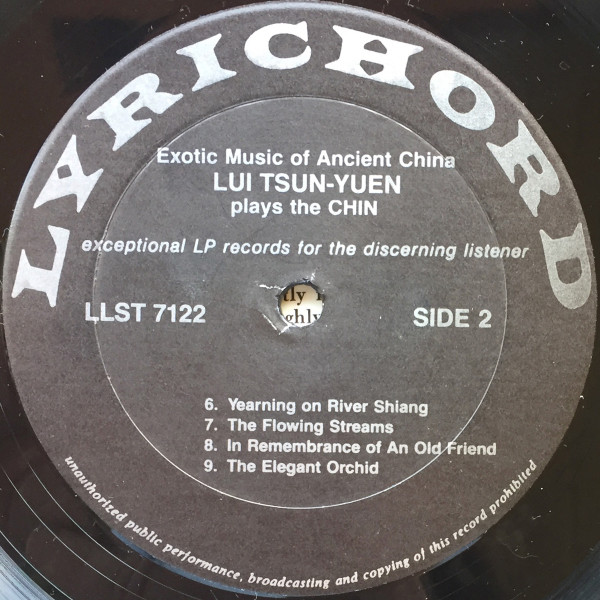 LYRICHORD
Exotic Music of Ancient China
LUI TSUN-YUEN
plays the CHIN
exceptional LP records for the discerning listener
LLST 7122
SIDE 2
6. Yearning on River Shiang
7. The Flowing Streams
8. In Remembrance of An Old Friend
9. The Elegant Orchid
unauthorized public performance, broadcasting and copying of this record prohibited